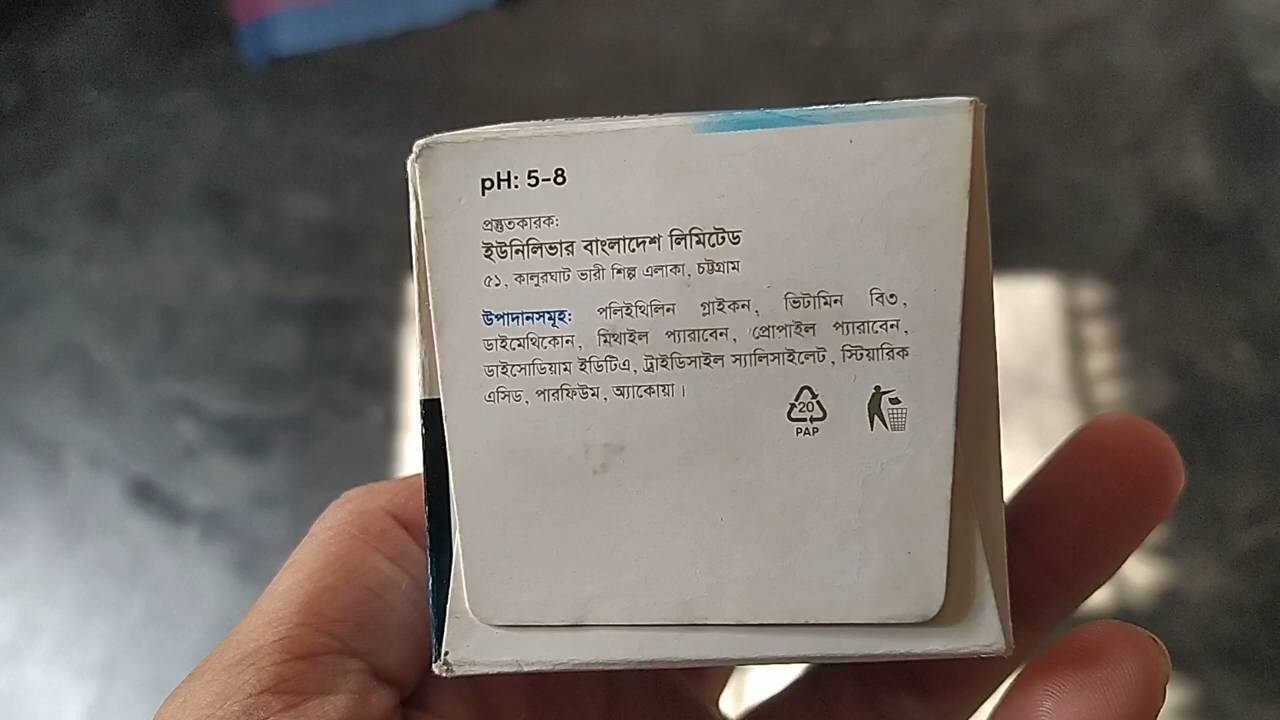 pH: 5-8
প্রস্তুতকারক:
ইউনিলিভার বাংলাদেশ লিমিটেড
৫১, কালুরঘাট ভারী শিল্প এলাকা, চট্টগ্রাম
উপাদানসমূহ: পলিইথিলিন গ্লাইকন, ভিটামিন বি৩,
ডাইমেথিকোন, মিথাইল প্যারাবেন, প্রোপাইল প্যারাবেন,
ডাইসোডিয়াম ইডিটিএ, ট্রাইডিসাইল স্যালিসাইলেট, স্টিয়ারিক
এসিড, পারফিউম, অ্যাকোয়া।
20
PAP